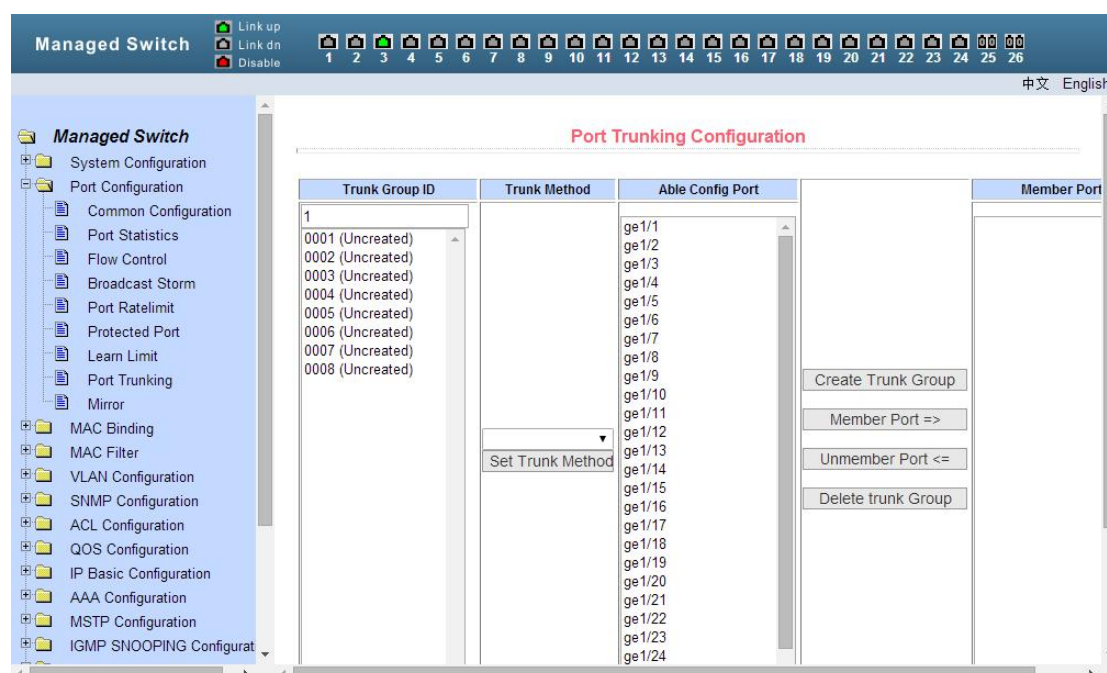 Managed Switch
Link up
Link dn
Disable
1 2 3 4 5 6 7 8 9 10 11 12 13 14 15 16 17 18 19 20 21 22 23 24 25 26
中文 English
Managed Switch
System Configuration
Port Configuration
Common Configuration
Port Statistics
Flow Control
Broadcast Storm
Port Ratelimit
Protected Port
Learn Limit
Port Trunking
Mirror
MAC Binding
MAC Filter
VLAN Configuration
SNMP Configuration
ACL Configuration
QOS Configuration
IP Basic Configuration
AAA Configuration
MSTP Configuration
IGMP SNOOPING Configurat
Port Trunking Configuration
Trunk Group ID
1
0001 (Uncreated)
0002 (Uncreated)
0003 (Uncreated)
0004 (Uncreated)
0005 (Uncreated)
0006 (Uncreated)
0007 (Uncreated)
0008 (Uncreated)
Trunk Method
Set Trunk Method
Able Config Port
ge1/1
ge1/2
ge1/3
ge1/4
ge1/5
ge1/6
ge1/7
ge1/8
ge1/9
ge1/10
ge1/11
ge1/12
ge1/13
ge1/14
ge1/15
ge1/16
ge1/17
ge1/18
ge1/19
ge1/20
ge1/21
ge1/22
ge1/23
ge1/24
Create Trunk Group
Member Port =>
Unmember Port <=
Delete trunk Group
Member Port